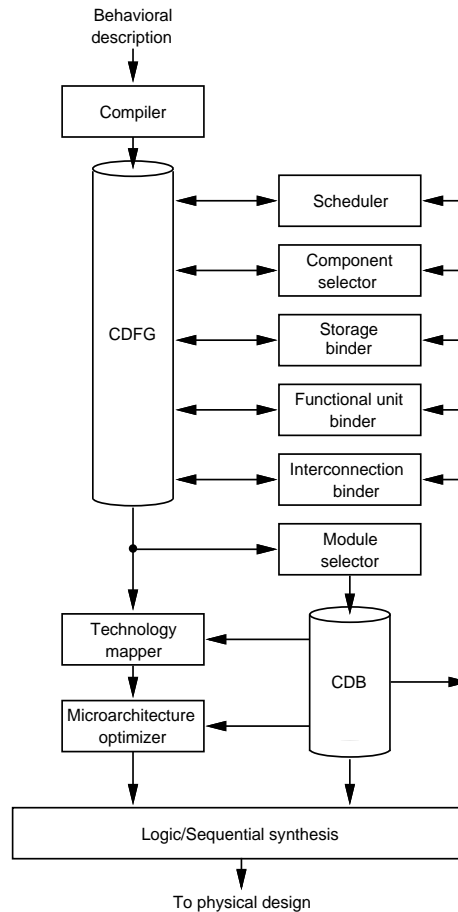 Behavioral
description
Compiler
CDFG
Scheduler
Component
selector
Storage
binder
Functional unit
binder
Interconnection
binder
Module
selector
Technology
mapper
CDB
Microarchitecture
optimizer
Logic/Sequential synthesis
To physical design